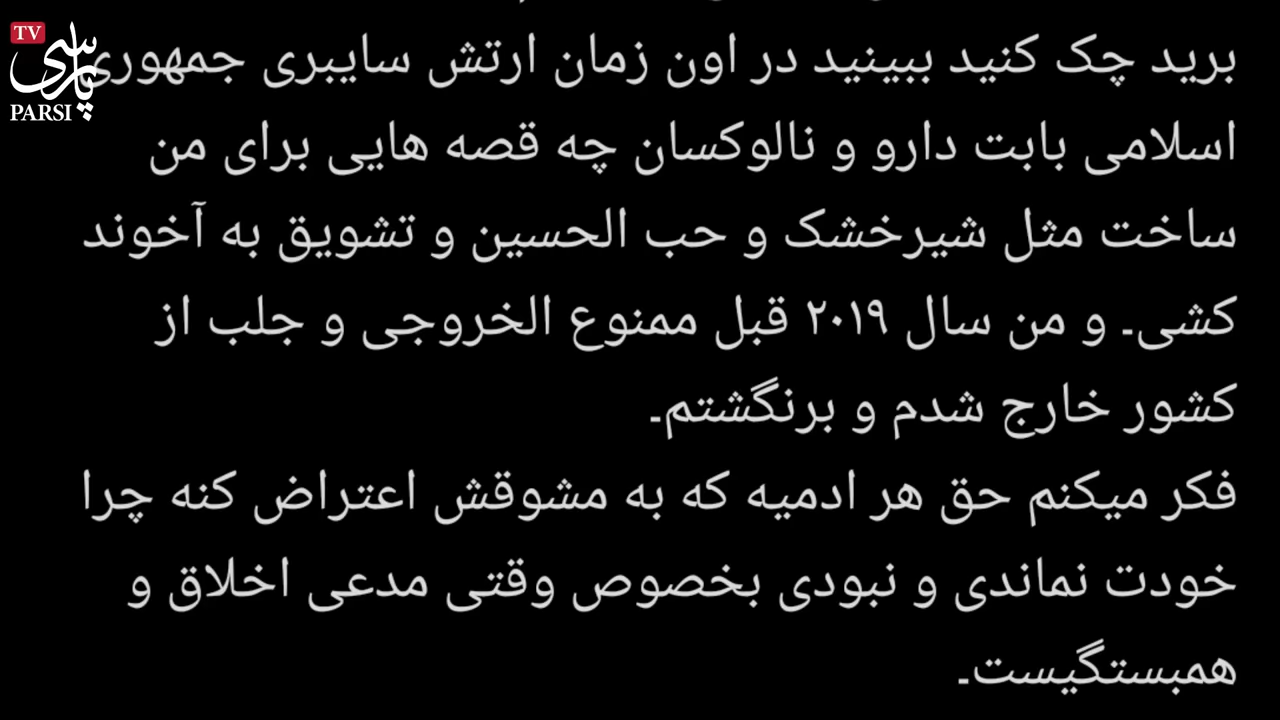 برید چک کنید ببینید در اون زمان ارتش سایبری جمهوری
اسلامی بابت دارو و نالوکسان چه قصه هایی برای من
ساخت مثل شیرخشک و حب الحسین و تشویق به آخوند
کشی۔ و من سال ۲۰۱۹ قبل ممنوع الخروجی و جلب از
کشور خارج شدم و برنگشتم۔
فکر میکنم حق هر ادمیه که به مشوقش اعتراض کنه چرا
خودت نماندی و نبودی بخصوص وقتی مدعی اخلاق و
همبستگیست۔
TV
پارسی
PARSI